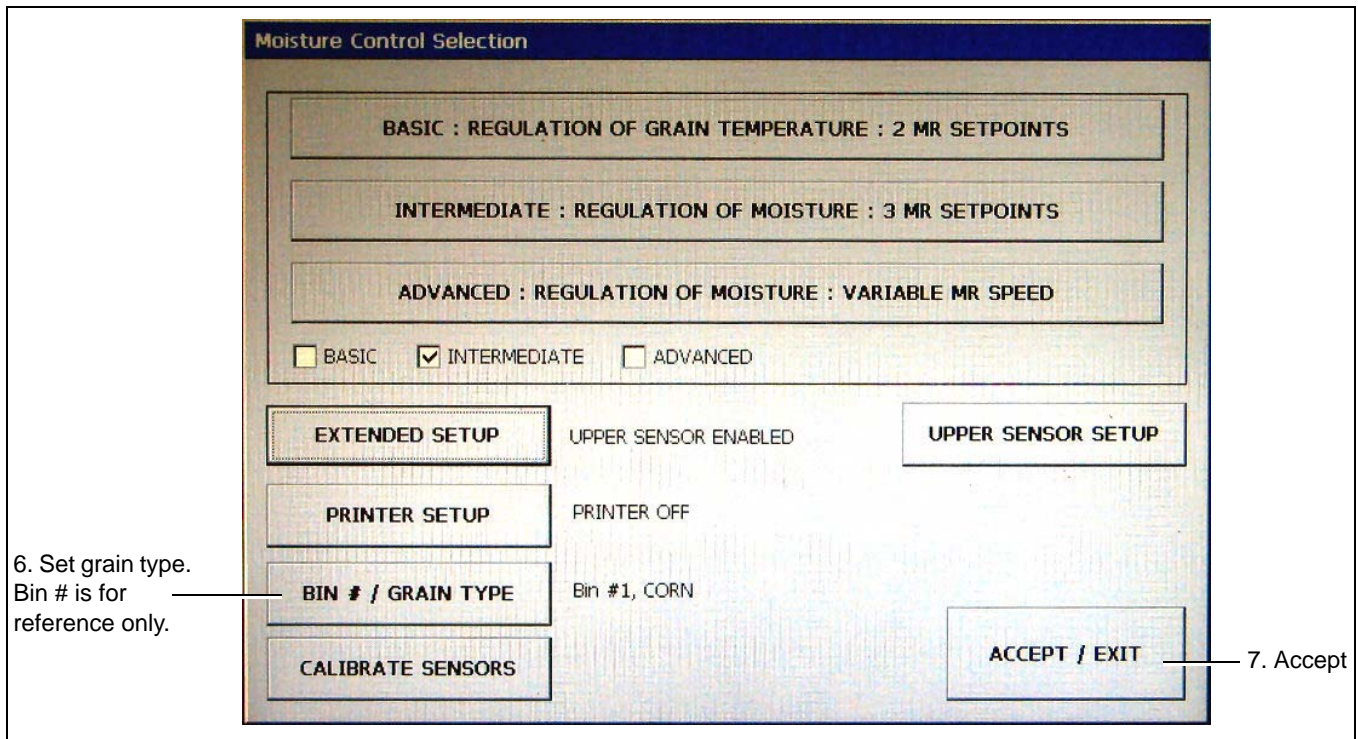 Moisture Control Selection
BASIC : REGULATION OF GRAIN TEMPERATURE : 2 MR SETPOINTS
INTERMEDIATE : REGULATION OF MOISTURE : 3 MR SETPOINTS
ADVANCED : REGULATION OF MOISTURE : VARIABLE MR SPEED
BASIC INTERMEDIATE ADVANCED
EXTENDED SETUP UPPER SENSOR ENABLED UPPER SENSOR SETUP
PRINTER SETUP PRINTER OFF
6. Set grain type.
Bin # is for
reference only.
BIN # / GRAIN TYPE Bin #1, CORN
CALIBRATE SENSORS
ACCEPT / EXIT
7. Accept